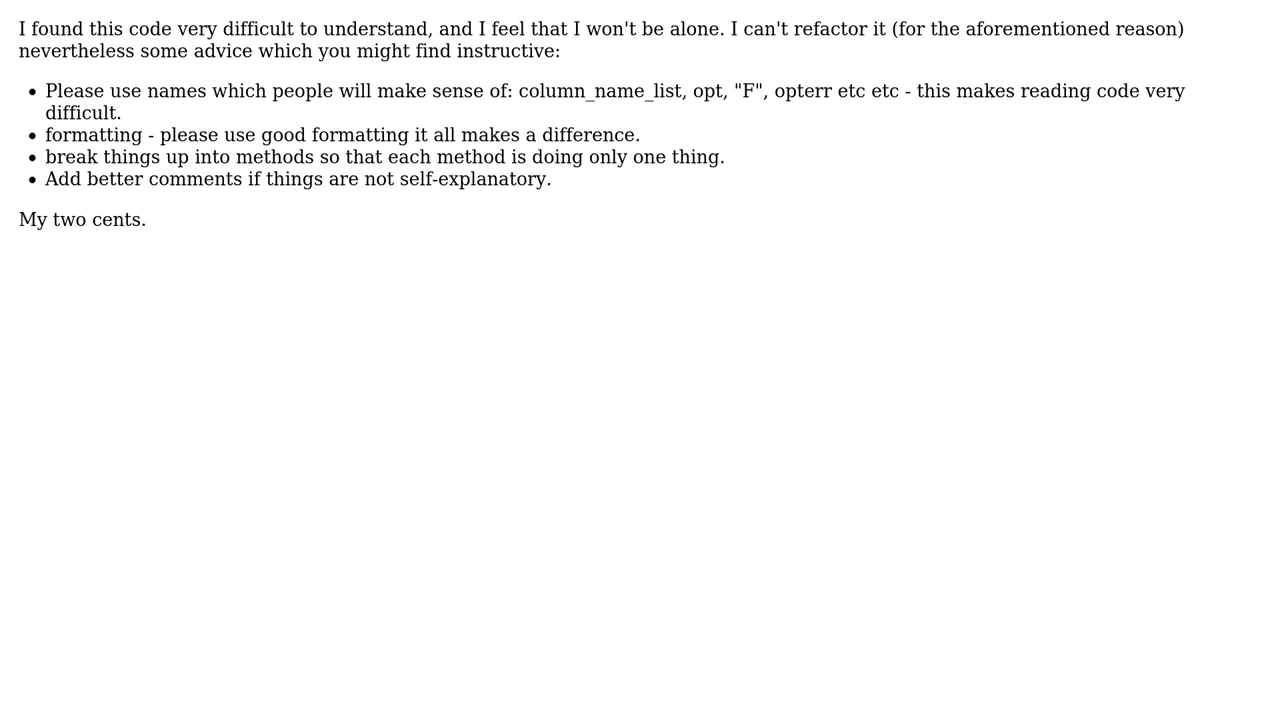 I found this code very difficult to understand, and I feel that I won't be alone. I can't refactor it (for the aforementioned reason)
nevertheless some advice which you might find instructive:
• Please use names which people will make sense of: column_name_list, opt, "F", opterr etc etc - this makes reading code very
difficult.
• formatting - please use good formatting it all makes a difference.
• break things up into methods so that each method is doing only one thing.
• Add better comments if things are not self-explanatory.
My two cents.